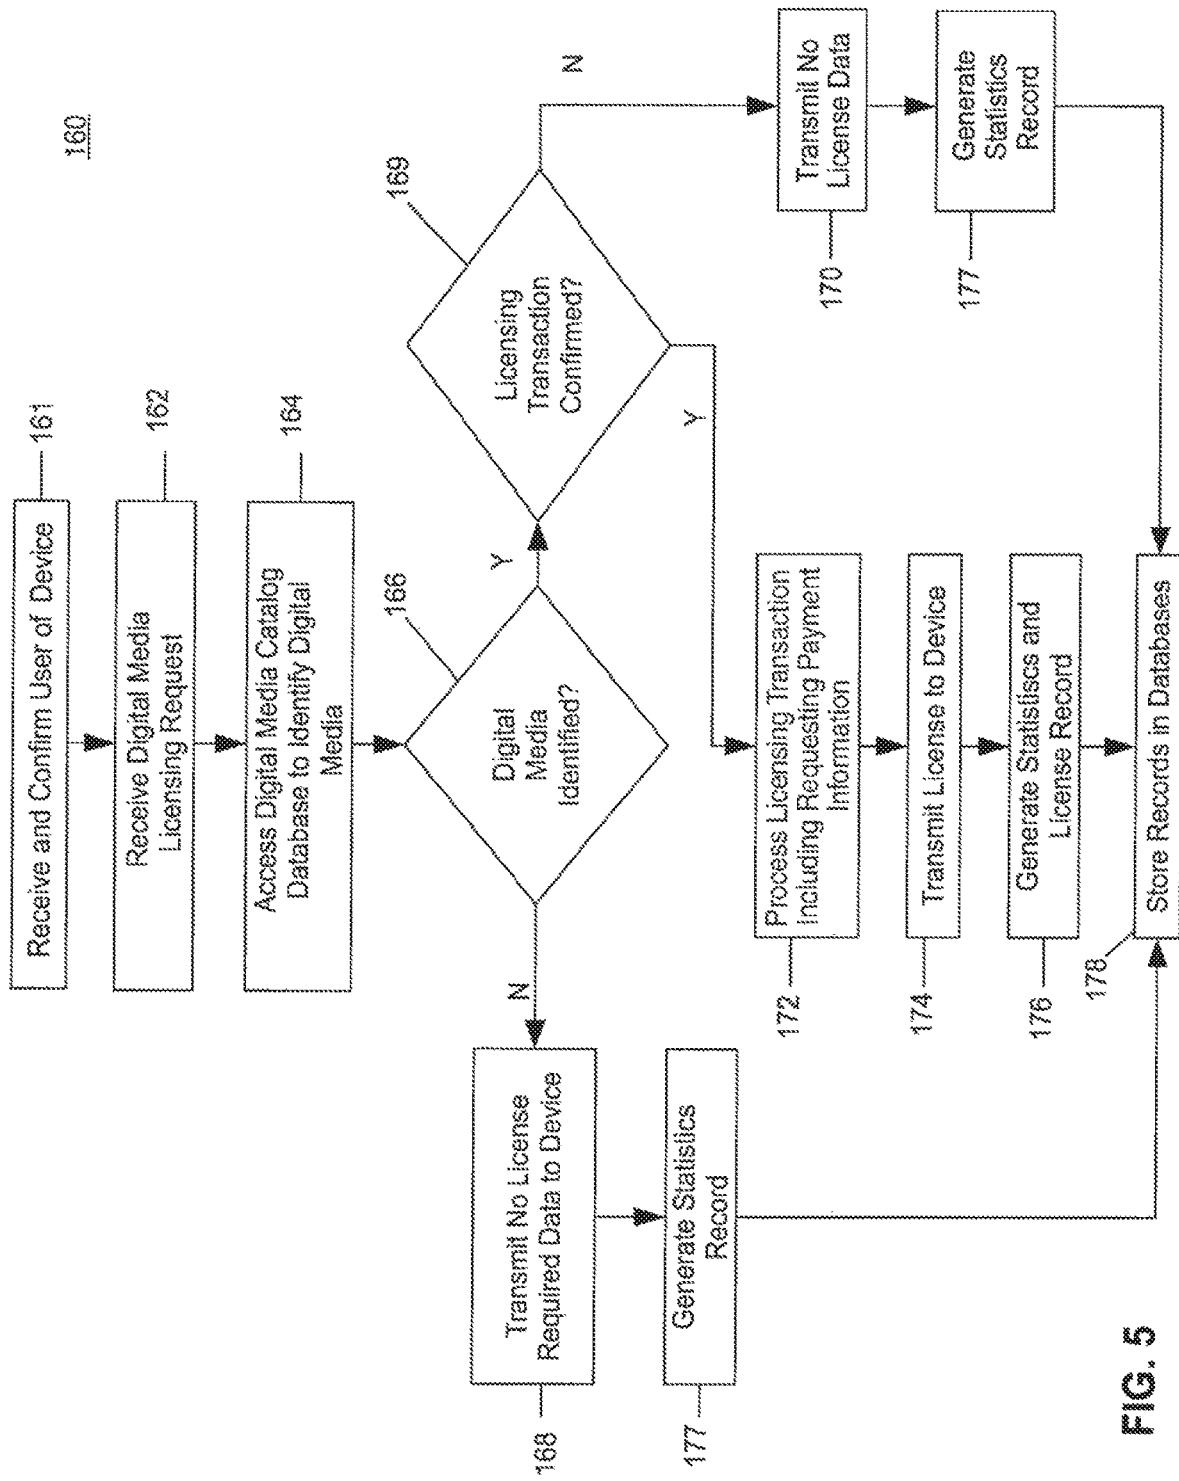 160
Receive and Confirm User of Device
161
Receive Digital Media
Licensing Request
162
Access Digital Media Catalog
Database to Identify Digital
Media
164
Digital
Media
Identified?
166
Y
N
Licensing
Transaction
Confirmed?
169
N
Y
Transmit No License
Required Data to Device
168
Generate Statistics
Record
177
Process Licensing Transaction
Including Requesting Payment
Information
172
Transmit License to Device
174
Generate Statistiscs and
License Record
176
Transmit No
License Data
170
Generate
Statistics
Record
177
Store Records in Databases
178
FIG. 5